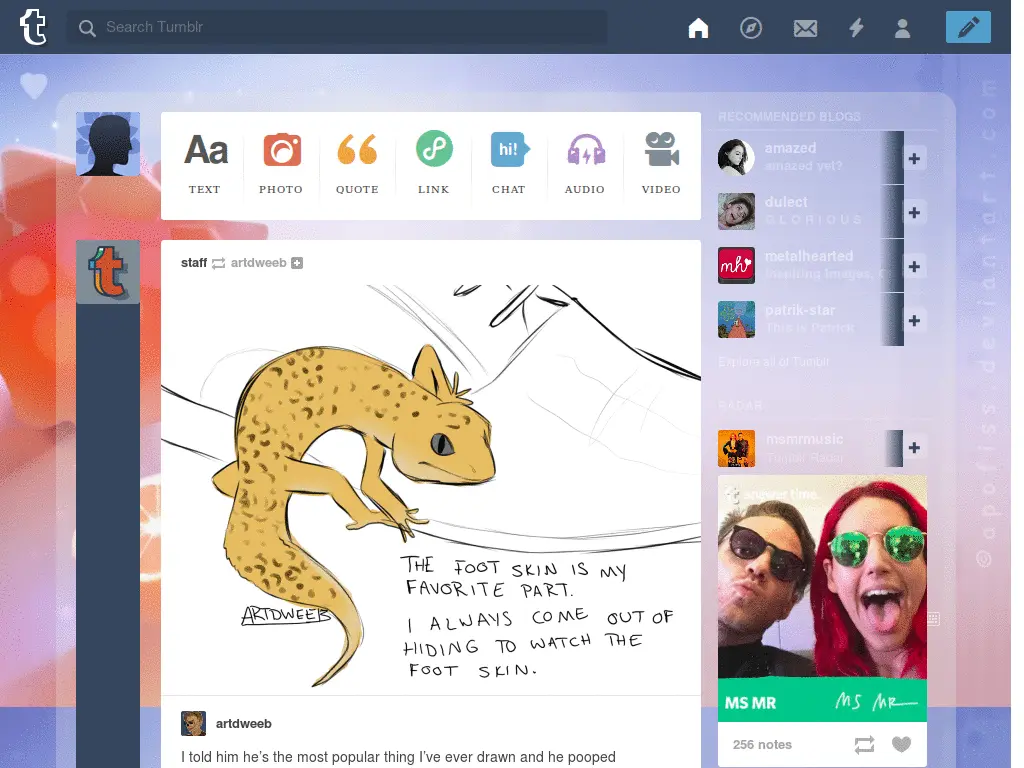 Search Tumblr
Aa
hi!
TEXT
PHOTO
QUOTE
LINK
CHAT
AUDIO
VIDEO
staff
artdweeb
THE FOOT SKIN IS MY
FAVORITE PART.
I ALWAYS COME OUT OF
HIDING TO WATCH THE
FOOT SKIN.
ARTDWEEB
artdweeb
I told him he's the most popular thing I've ever drawn and he pooped
RECOMMENDED BLOGS
amazed
amazed yet?
dulect
G L O R I O U S
mh
metalhearted
Inspiring Images,
patrik-star
This is Patrick
Explore all of Tumblr
RADAR
msmrmusic
Tumblr Radar
answer time.
MS MR
MS MR
256 notes
@apofiss.deviantart.com